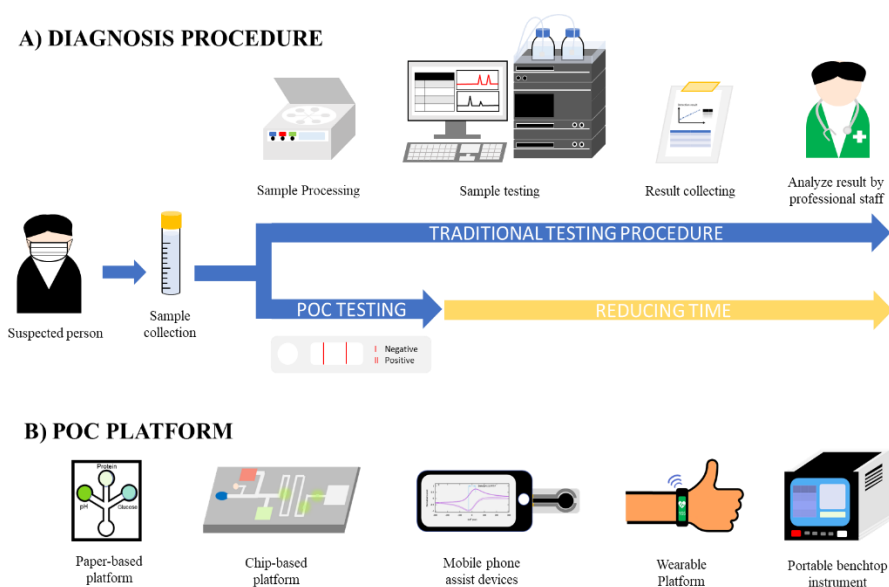 A) DIAGNOSIS PROCEDURE
Sample Processing
Sample testing
Result collecting
Analyze result by
professional staff
TRADITIONAL TESTING PROCEDURE
Suspected person
Sample
collection
POC TESTING
REDUCING TIME
I Negative
II Positive
B) POC PLATFORM
Protein
pH
Glucose
Paper-based
platform
Chip-based
platform
Mobile phone
assist devices
Wearable
Platform
Portable benchtop
instrument